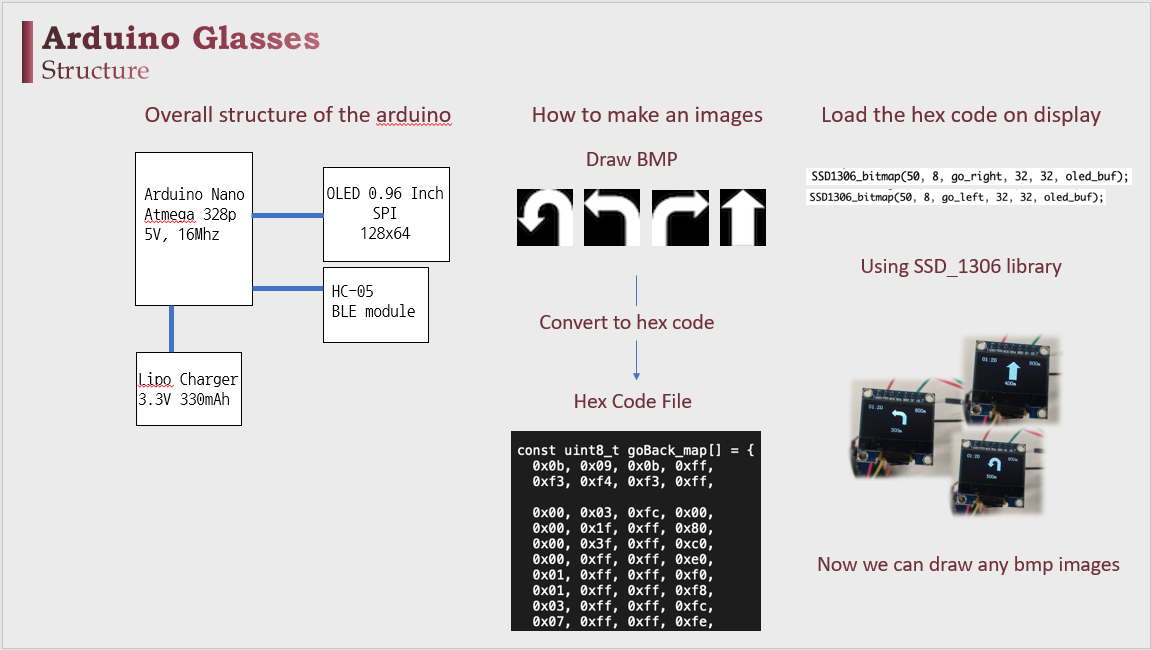 Arduino Glasses
Structure
Overall structure of the arduino
Arduino Nano
Atmega 328p
5V, 16Mhz
OLED 0.96 Inch
SPI
128x64
HC-05
BLE module
Lipo Charger
3.3V 330mAh
How to make an images
Draw BMP
Convert to hex code
Hex Code File
const uint8_t goBack_map[] = {
0x0b, 0x09, 0x0b, 0xff,
0xf3, 0xf4, 0xf3, 0xff,
0x00, 0x03, 0xfc, 0x00,
0x00, 0x1f, 0xff, 0x80,
0x00, 0x3f, 0xff, 0xc0,
0x00, 0xff, 0xff, 0xe0,
0x01, 0xff, 0xff, 0xf0,
0x01, 0xff, 0xff, 0xf8,
0x03, 0xff, 0xff, 0xfc,
0x07, 0xff, 0xff, 0xfe,
Load the hex code on display
SSD1306_bitmap(50, 8, go_right, 32, 32, oled_buf);
SSD1306_bitmap(50, 8, go_left, 32, 32, oled_buf);
Using SSD_1306 library
01:20 800m
400m
01:20 800m
300m
01:20 800m
500m
Now we can draw any bmp images